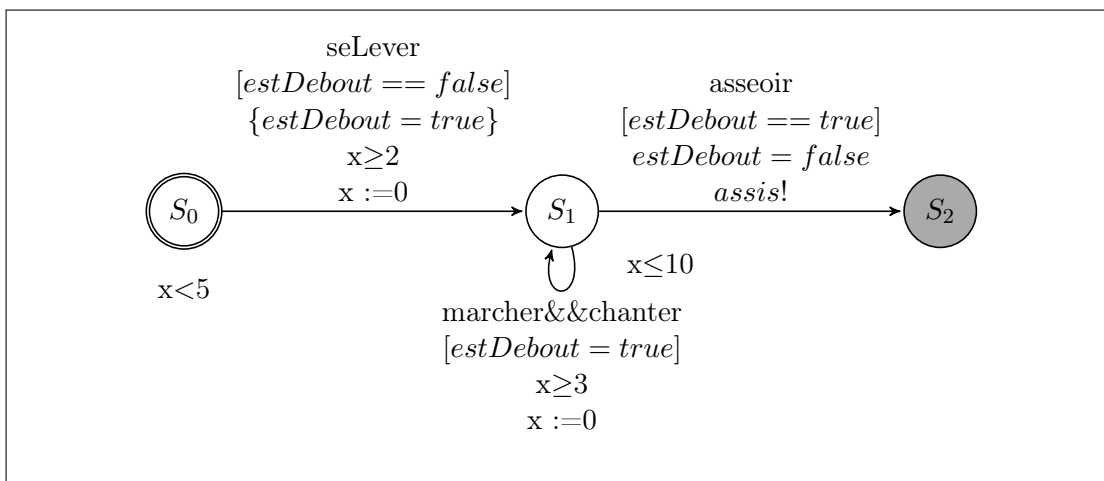 seLever
[estDebout == false]
{estDebout = true}
x≥2
x :=0
asseoir
[estDebout == true]
estDebout = false
assis!
S₀
S₁
S₂
x<5
x≤10
marcher&&chanter
[estDebout = true]
x≥3
x :=0